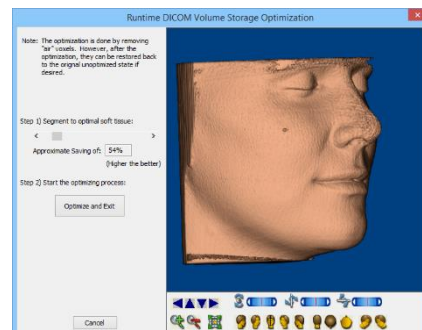 Runtime DICOM Volume Storage Optimization
Note: The optimization is done by removing
"air" voxels. However, after the
optimization, they can be restored back
to the orignal unoptimized state if
desired.
Step 1) Segment to optimal soft tissue:
Approximate Saving of: 54%
(Higher the better)
Step 2) Start the optimizing process:
Optimize and Exit
Cancel